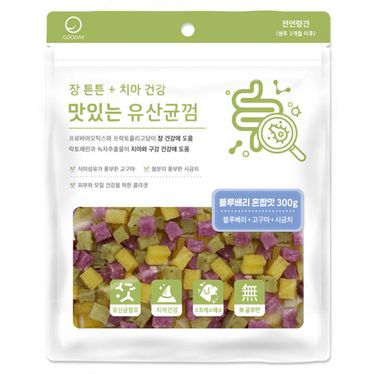 GOODAY
전연령견
(생후 3개월 이후)
장 튼튼 + 치아 건강
맛있는 유산균껌
프로바이오틱스와 프락토올리고당이 장 건강에 도움
락토페린과 녹차추출물이 치아와 구강 건강에 도움
식이섬유가 풍부한 고구마
철분이 풍부한 시금치
피부와 모질 건강을 위한 콜라겐
블루베리 혼합맛 300g
블루베리+고구마+시금치
유산균함유
치아건강
스트레스해소
無
無글루텐